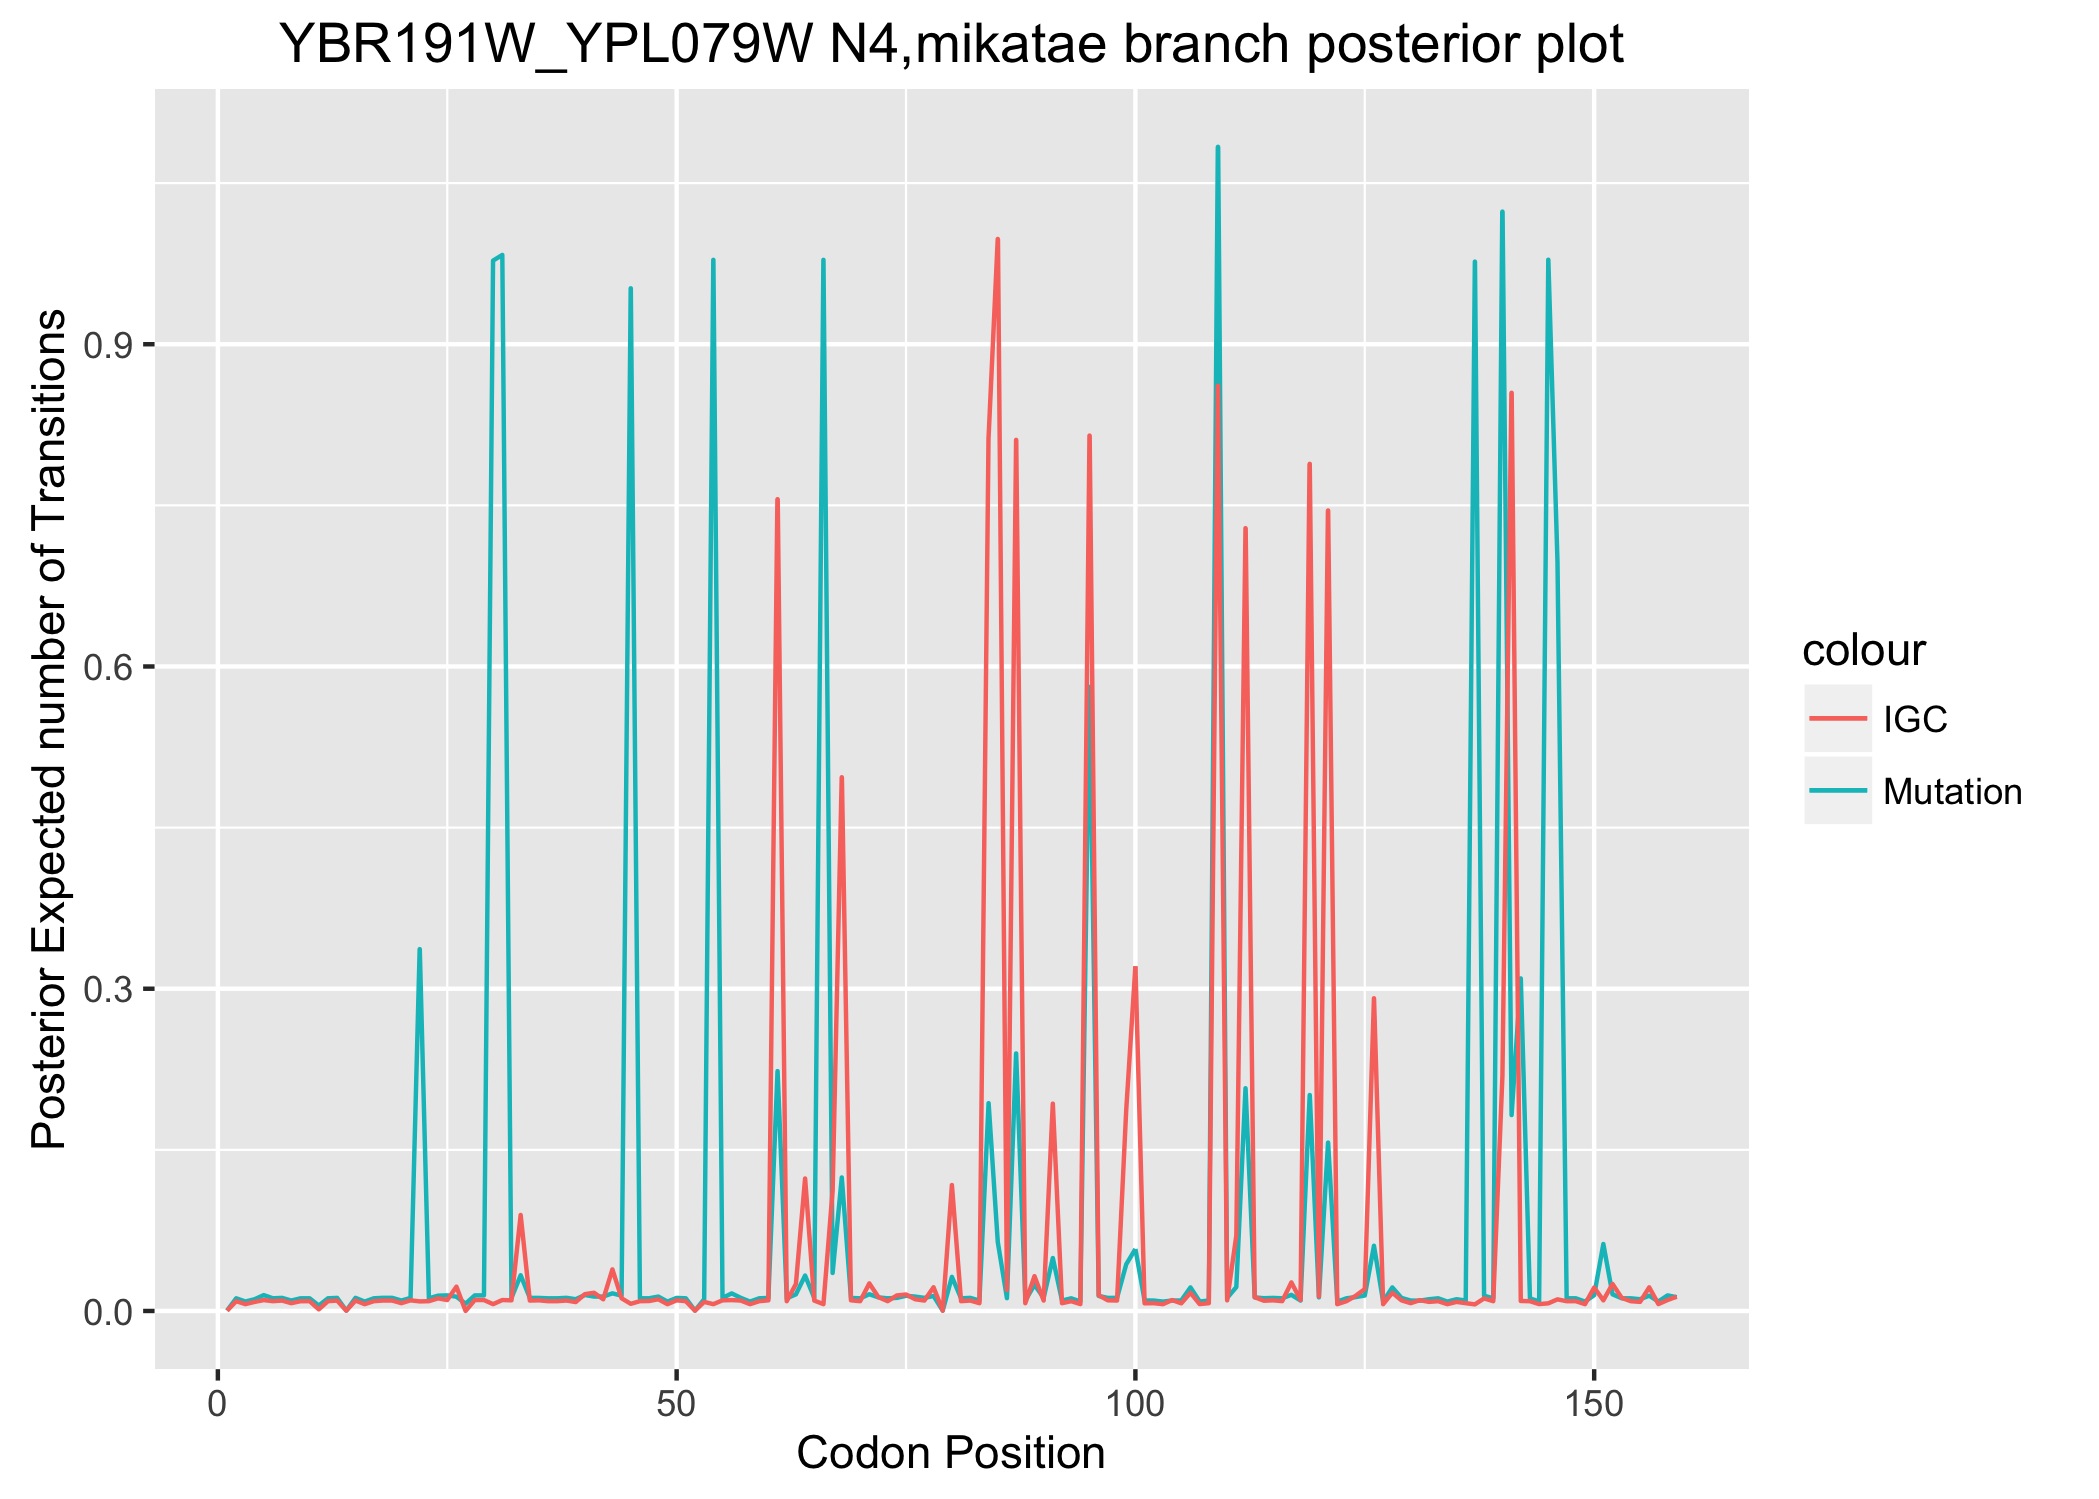 YBR191W_YPL079W N4,mikatae branch posterior plot
Posterior Expected number of Transitions
0.9
0.6
0.3
0.0
0
50
100
150
Codon Position
colour
IGC
Mutation